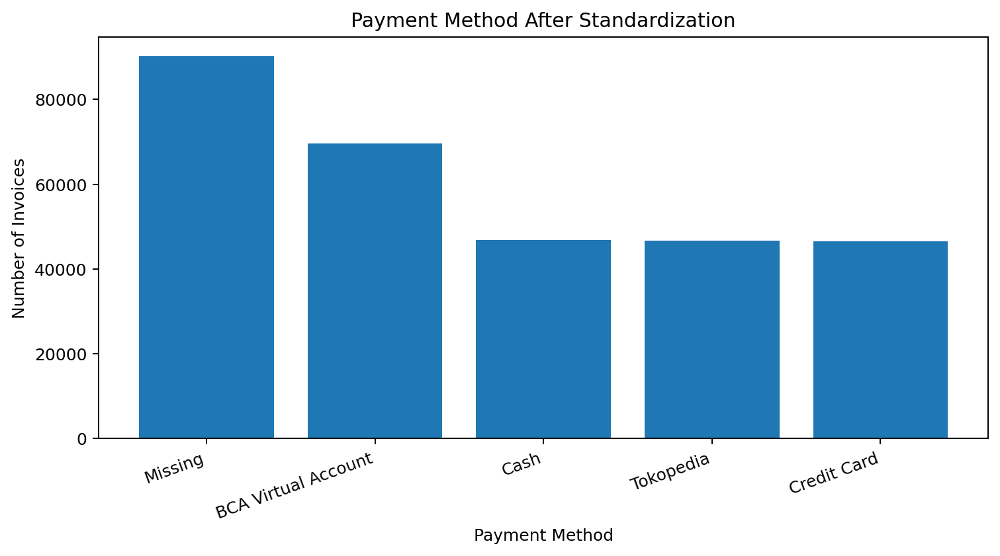 Payment Method After Standardization
Number of Invoices
80000
60000
40000
20000
0
Missing
BCA Virtual Account
Cash
Tokopedia
Credit Card
Payment Method